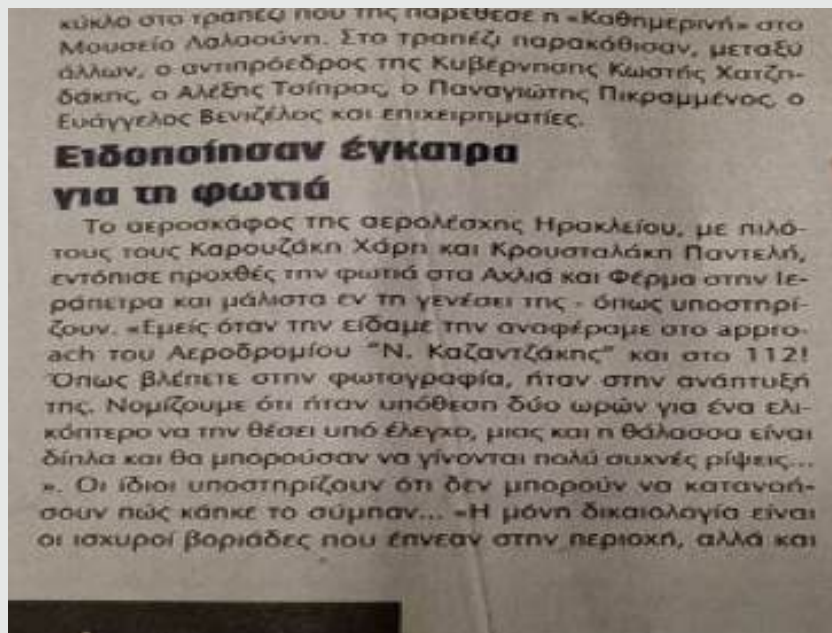 κύκλο στο τραπέζι που της παρέθεσε η «Καθημερινή» στο
Μουσείο Λαλαούνη. Στο τραπέζι παρακάθισαν, μεταξύ
άλλων, ο αντιπρόεδρος της Κυβέρνησης Κωστής Χατζη-
δάκης, ο Αλέξης Τσίπρας, ο Παναγιώτης Πικραμμένος, ο
Ευάγγελος Βενιζέλος και επιχειρηματίες.
Ειδοποίησαν έγκαιρα
για τη φωτιά
Το αεροσκάφος της αερολέσχης Ηρακλείου, με πιλό-
τους τους Καρουζάκη Χάρη και Κρουσταλάκη Παντελή,
εντόπισε προχθές την φωτιά στα Αχλιά και Φέρμα στην Ιε-
ράπετρα και μάλιστα εν τη γενέσει της - όπως υποστηρί-
ζουν. «Εμείς όταν την είδαμε την αναφέραμε στο appro-
ach του Αεροδρομίου "Ν. Καζαντζάκης" και στο 112!
Όπως βλέπετε στην φωτογραφία, ήταν στην ανάπτυξή
της. Νομίζουμε ότι ήταν υπόθεση δύο ωρών για ένα ελι-
κόπτερο να την θέσει υπό έλεγχο, μιας και η θάλασσα είναι
δίπλα και θα μπορούσαν να γίνονται πολύ συχνές ρίψεις...
». Οι ίδιοι υποστηρίζουν ότι δεν μπορούν να κατανοή-
σουν πώς κάηκε το σύμπαν... «Η μόνη δικαιολογία είναι
οι ισχυροί βοριάδες που έπνεαν στην περιοχή, αλλά και